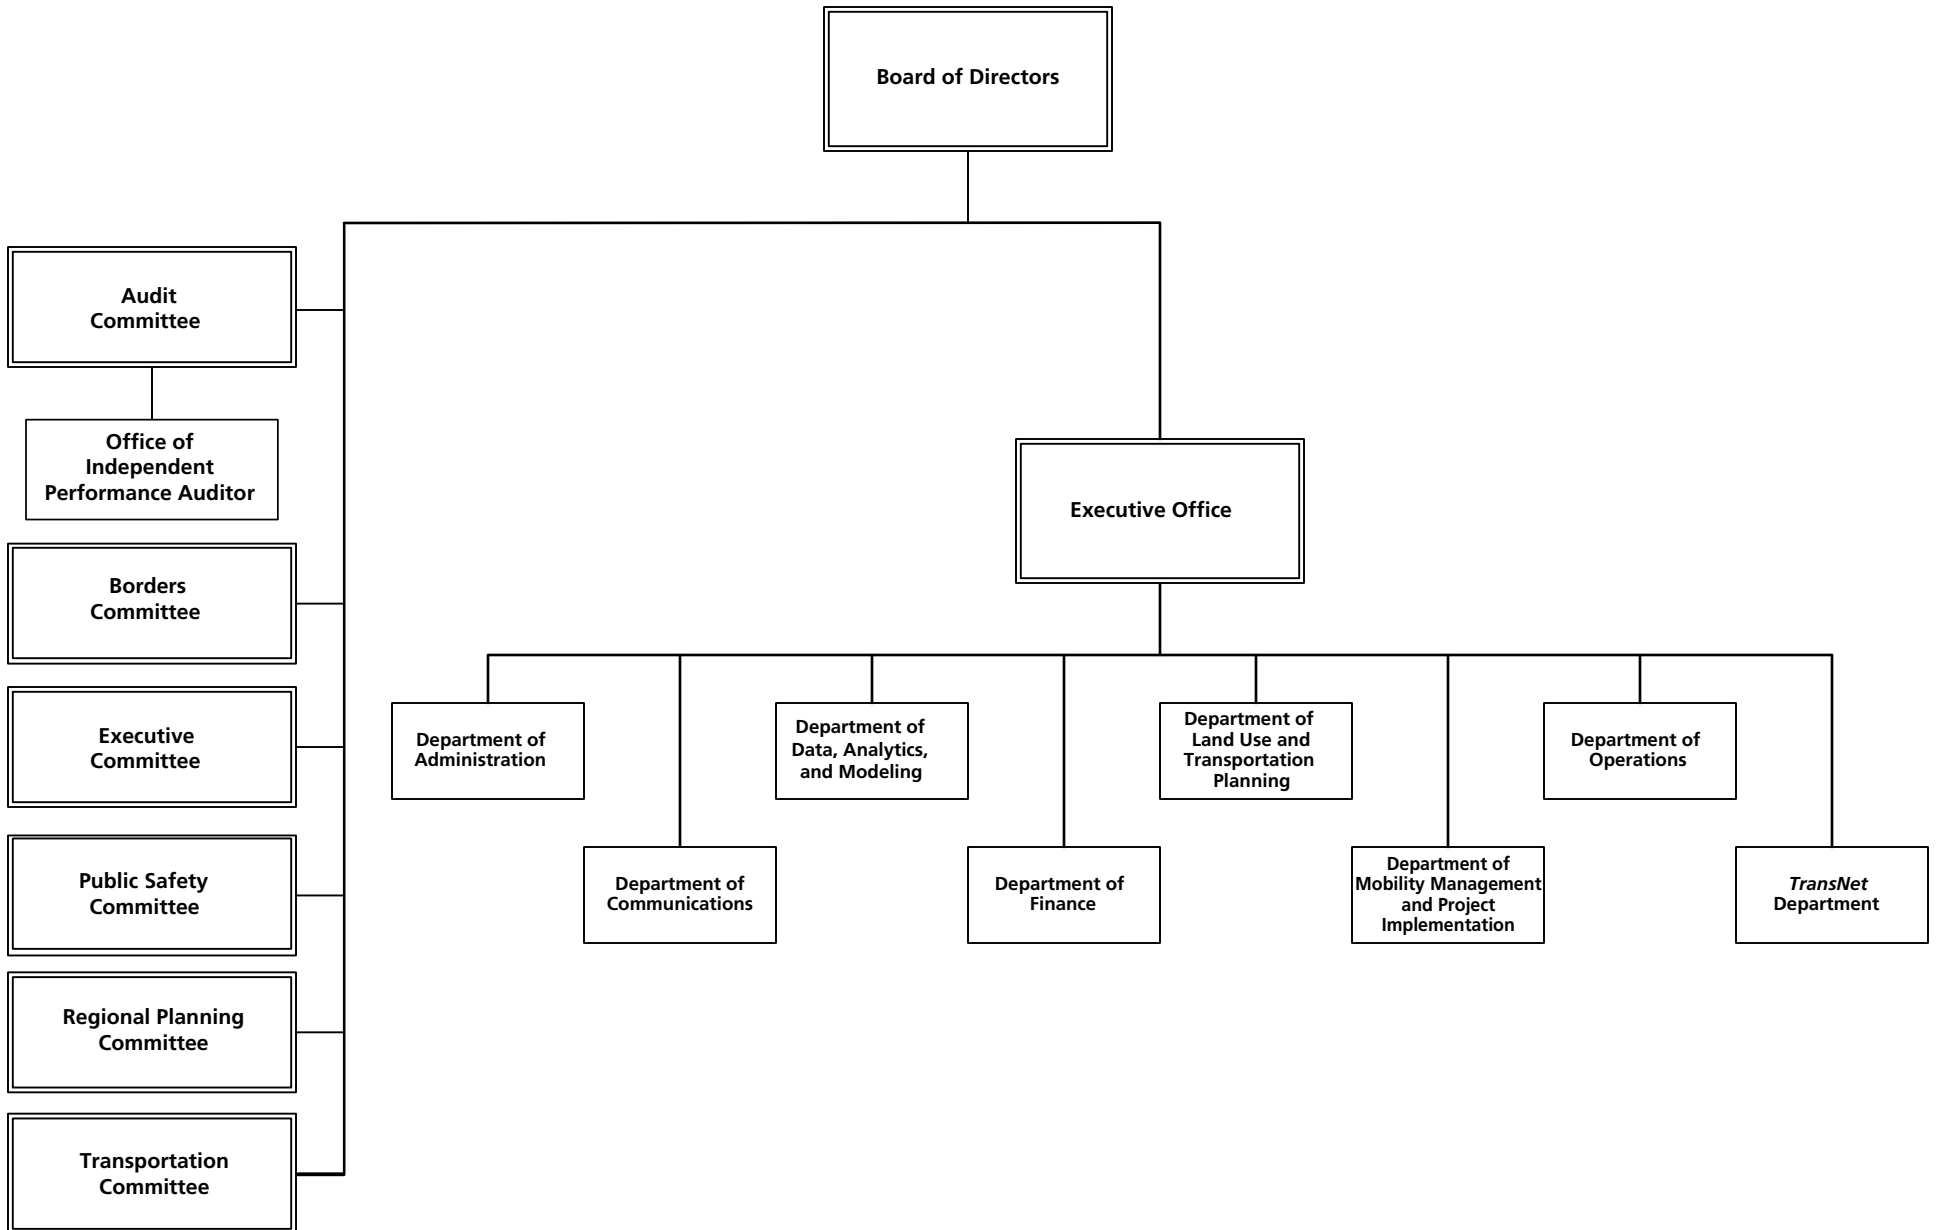 Board of Directors
Audit
Committee
Office of
Independent
Performance Auditor
Borders
Committee
Executive
Committee
Public Safety
Committee
Regional Planning
Committee
Transportation
Committee
Executive Office
Department of
Administration
Department of
Communications
Department of
Data, Analytics,
and Modeling
Department of
Finance
Department of
Land Use and
Transportation
Planning
Department of
Mobility Management
and Project
Implementation
Department of
Operations
TransNet
Department